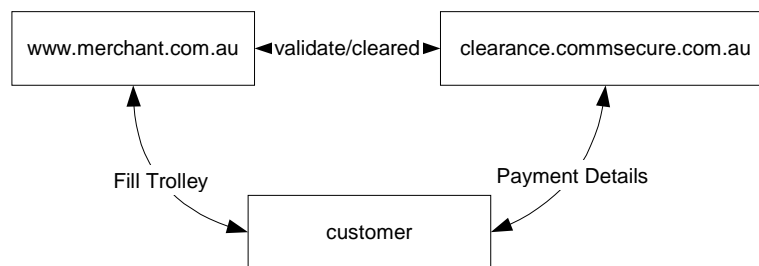 www.merchant.com.au
validate/cleared
clearance.commsecure.com.au
Fill Trolley
Payment Details
customer